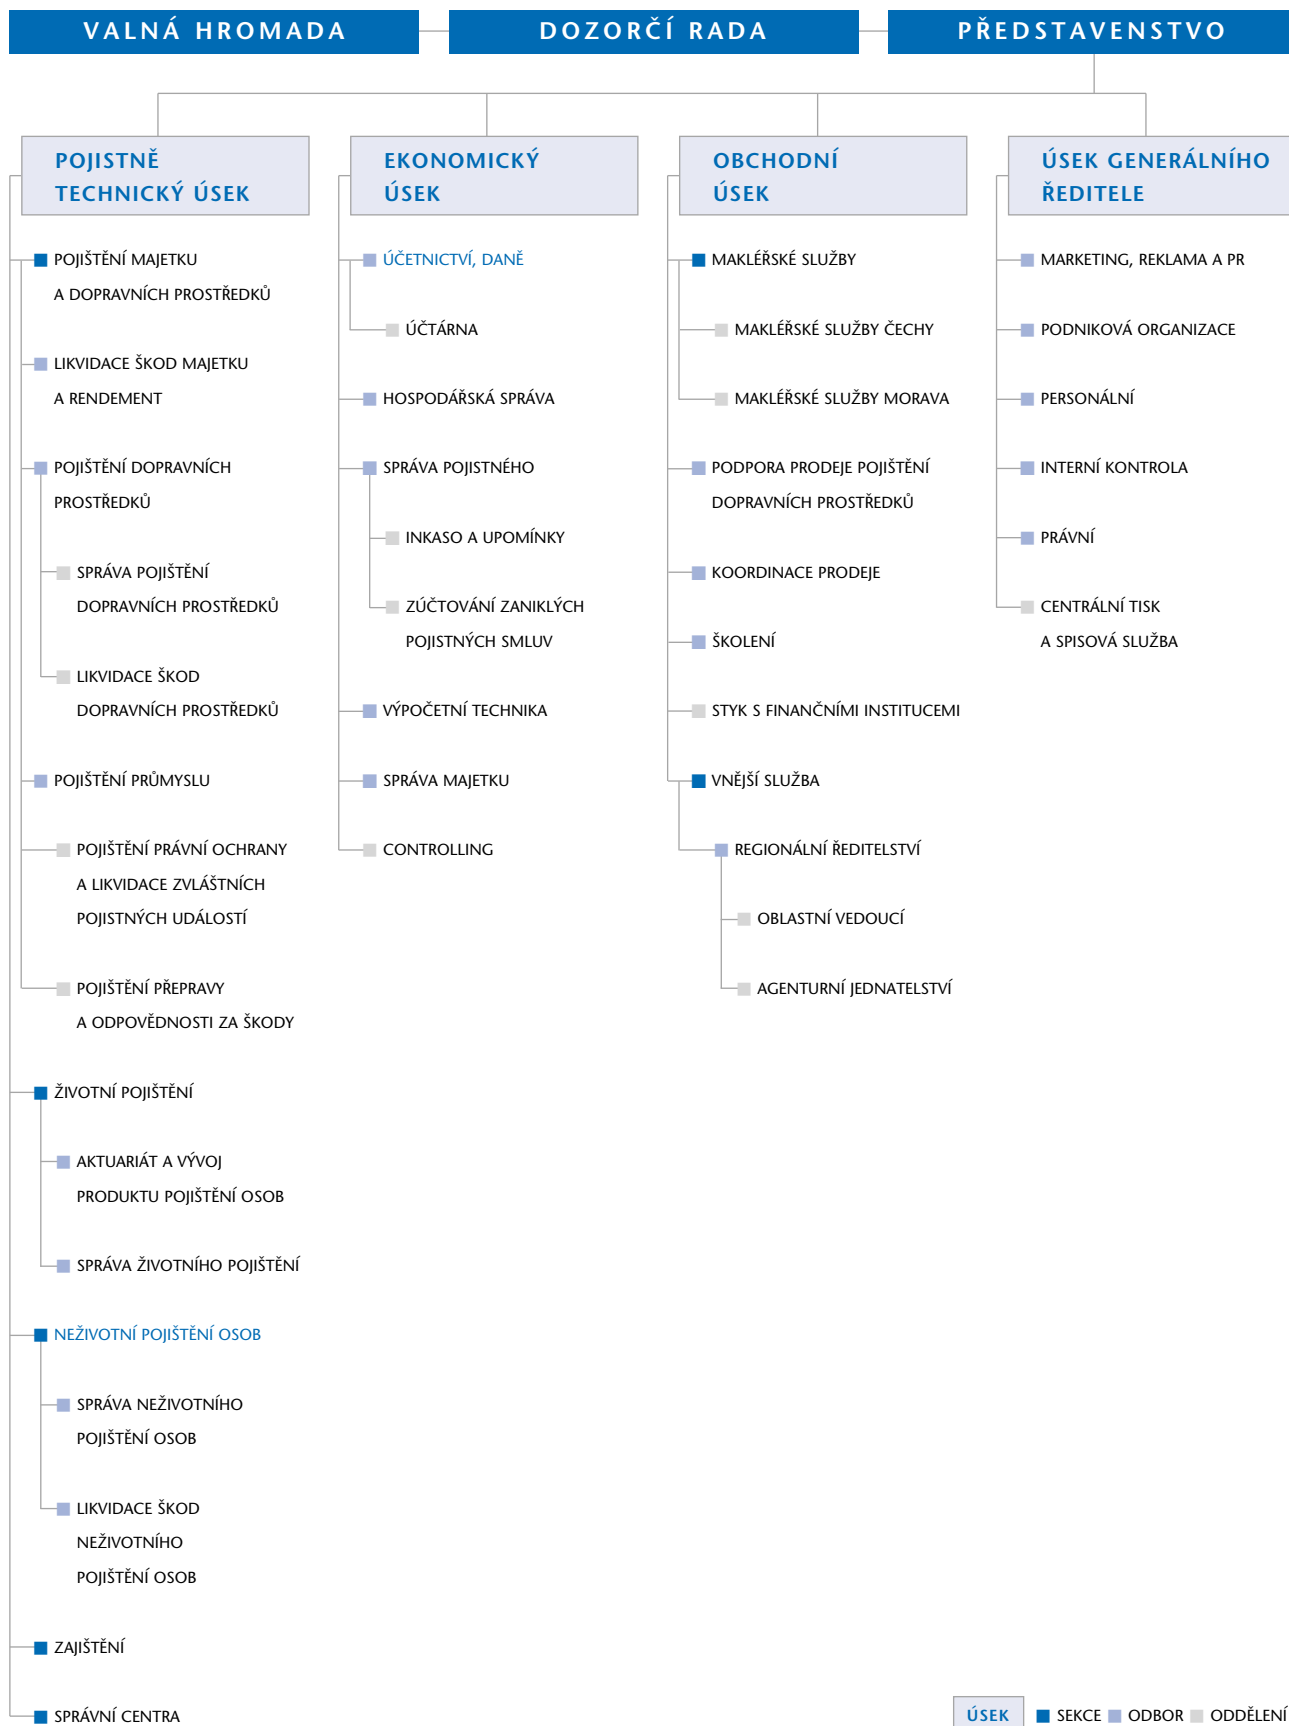 VALNÁ HROMADA
DOZORČÍ RADA
PŘEDSTAVENSTVO
POJISTNĚ
TECHNICKÝ ÚSEK
POJIŠTĚNÍ MAJETKU
A DOPRAVNÍCH PROSTŘEDKŮ
LIKVIDACE ŠKOD MAJETKU
A RENDEMENT
POJIŠTĚNÍ DOPRAVNÍCH
PROSTŘEDKŮ
SPRÁVA POJIŠTĚNÍ
DOPRAVNÍCH PROSTŘEDKŮ
LIKVIDACE ŠKOD
DOPRAVNÍCH PROSTŘEDKŮ
POJIŠTĚNÍ PRŮMYSLU
POJIŠTĚNÍ PRÁVNÍ OCHRANY
A LIKVIDACE ZVLÁŠTNÍCH
POJISTNÝCH UDÁLOSTÍ
POJIŠTĚNÍ PŘEPRAVY
A ODPOVĚDNOSTI ZA ŠKODY
ŽIVOTNÍ POJIŠTĚNÍ
AKTUARIÁT A VÝVOJ
PRODUKTU POJIŠTĚNÍ OSOB
SPRÁVA ŽIVOTNÍHO POJIŠTĚNÍ
NEŽIVOTNÍ POJIŠTĚNÍ OSOB
SPRÁVA NEŽIVOTNÍHO
POJIŠTĚNÍ OSOB
LIKVIDACE ŠKOD
NEŽIVOTNÍHO
POJIŠTĚNÍ OSOB
ZAJIŠTĚNÍ
SPRÁVNÍ CENTRA
EKONOMICKÝ
ÚSEK
ÚČETNICTVÍ, DANĚ
ÚČTÁRNA
HOSPODÁŘSKÁ SPRÁVA
SPRÁVA POJISTNÉHO
INKASO A UPOMÍNKY
ZÚČTOVÁNÍ ZANIKLÝCH
POJISTNÝCH SMLUV
VÝPOČETNÍ TECHNIKA
SPRÁVA MAJETKU
CONTROLLING
OBCHODNÍ
ÚSEK
MAKLÉŘSKÉ SLUŽBY
MAKLÉŘSKÉ SLUŽBY ČECHY
MAKLÉŘSKÉ SLUŽBY MORAVA
PODPORA PRODEJE POJIŠTĚNÍ
DOPRAVNÍCH PROSTŘEDKŮ
KOORDINACE PRODEJE
ŠKOLENÍ
STYK S FINANČNÍMI INSTITUCEMI
VNĚJŠÍ SLUŽBA
REGIONÁLNÍ ŘEDITELSTVÍ
OBLASTNÍ VEDOUCÍ
AGENTURNÍ JEDNATELSTVÍ
ÚSEK GENERÁLNÍHO
ŘEDITELE
MARKETING, REKLAMA A PR
PODNIKOVÁ ORGANIZACE
PERSONÁLNÍ
INTERNÍ KONTROLA
PRÁVNÍ
CENTRÁLNÍ TISK
A SPISOVÁ SLUŽBA
ÚSEK SEKCE ODBOR ODDĚLENÍ